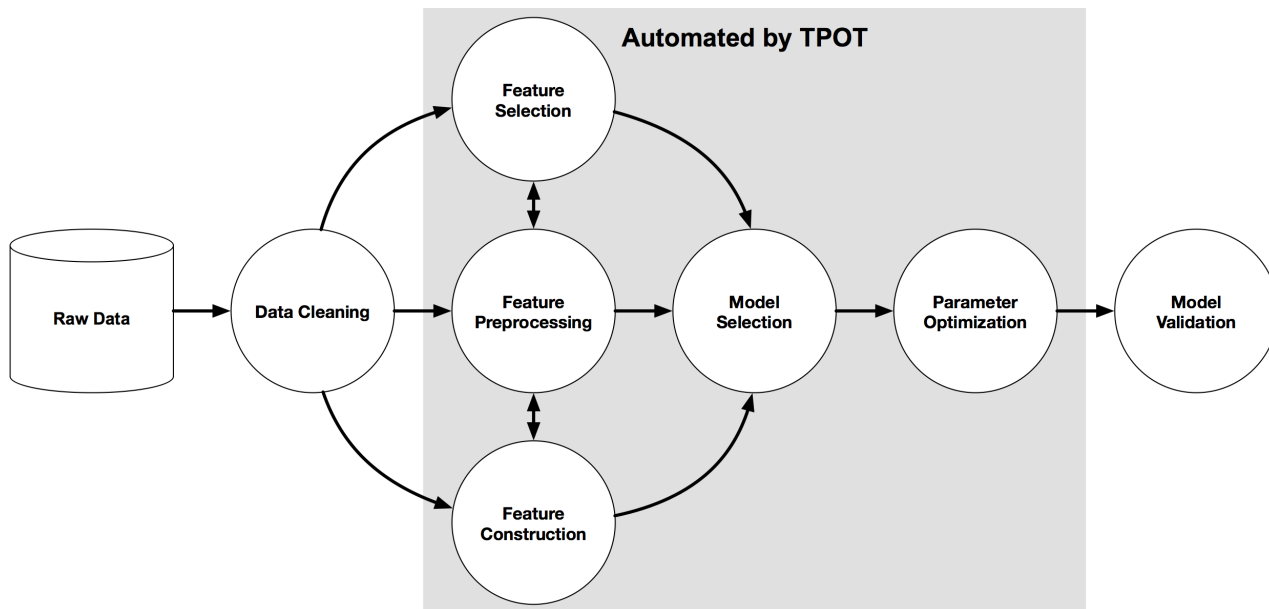 Automated by TPOT
Feature
Selection
Raw Data
Data Cleaning
Feature
Preprocessing
Model
Selection
Parameter
Optimization
Model
Validation
Feature
Construction